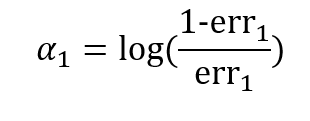 α₁ = log((1-err₁)/err₁)